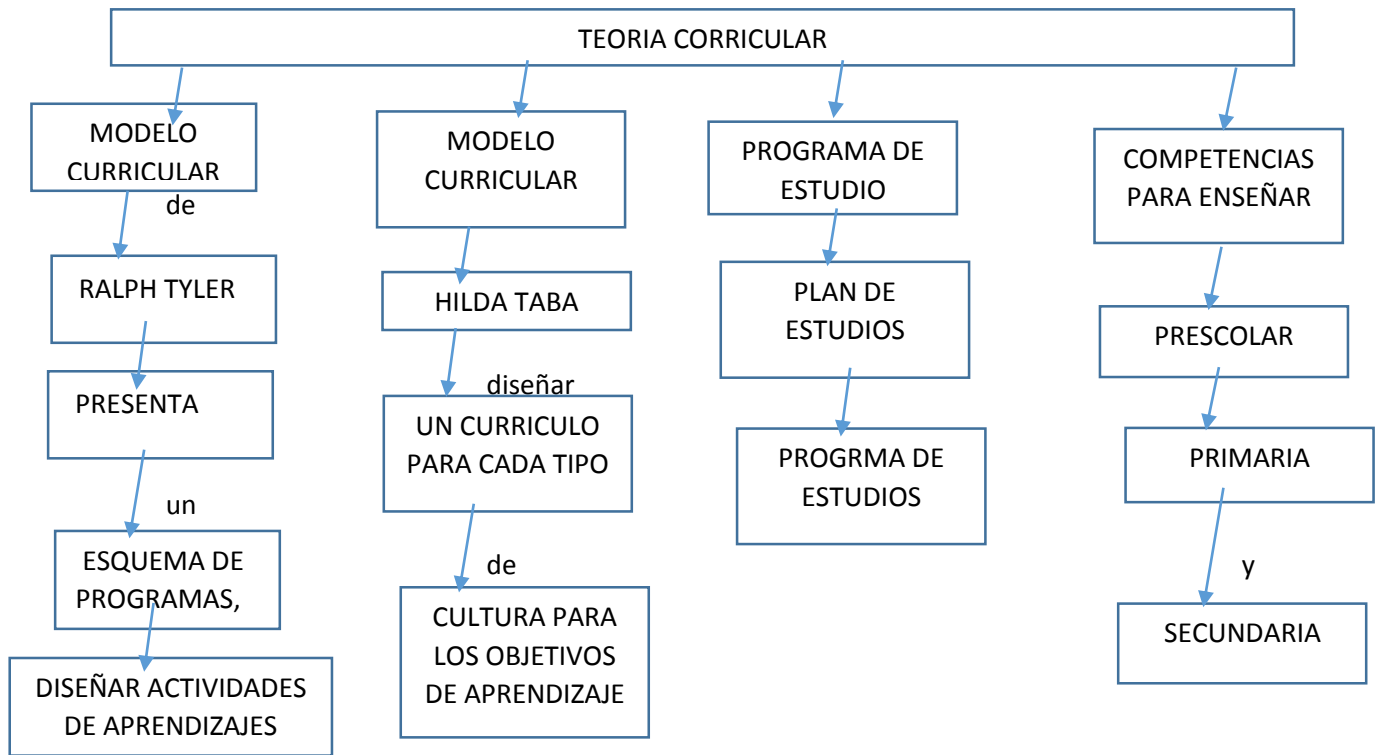 TEORIA CORRICULAR
MODELO
CURRICULAR
de
RALPH TYLER
PRESENTA
un
ESQUEMA DE
PROGRAMAS,
DISEÑAR ACTIVIDADES
DE APRENDIZAJES
MODELO
CURRICULAR
HILDA TABA
diseñar
UN CURRICULO
PARA CADA TIPO
de
CULTURA PARA
LOS OBJETIVOS
DE APRENDIZAJE
PROGRAMA DE
ESTUDIO
PLAN DE
ESTUDIOS
PROGRMA DE
ESTUDIOS
COMPETENCIAS
PARA ENSEÑAR
PRESCOLAR
PRIMARIA
y
SECUNDARIA